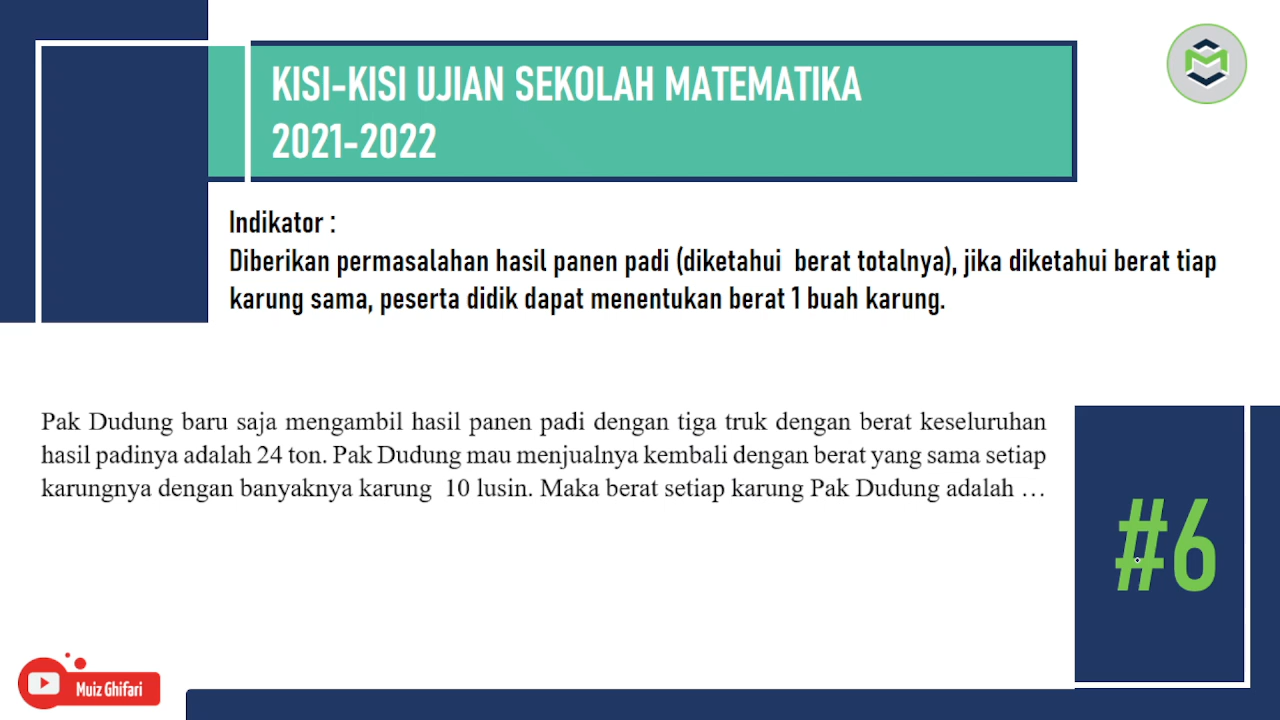 KISI-KISI UJIAN SEKOLAH MATEMATIKA
2021-2022
Indikator :
Diberikan permasalahan hasil panen padi (diketahui berat totalnya), jika diketahui berat tiap
karung sama, peserta didik dapat menentukan berat 1 buah karung.
Pak Dudung baru saja mengambil hasil panen padi dengan tiga truk dengan berat keseluruhan
hasil padinya adalah 24 ton. Pak Dudung mau menjualnya kembali dengan berat yang sama setiap
karungnya dengan banyaknya karung 10 lusin. Maka berat setiap karung Pak Dudung adalah …
#6
Muiz Ghifari